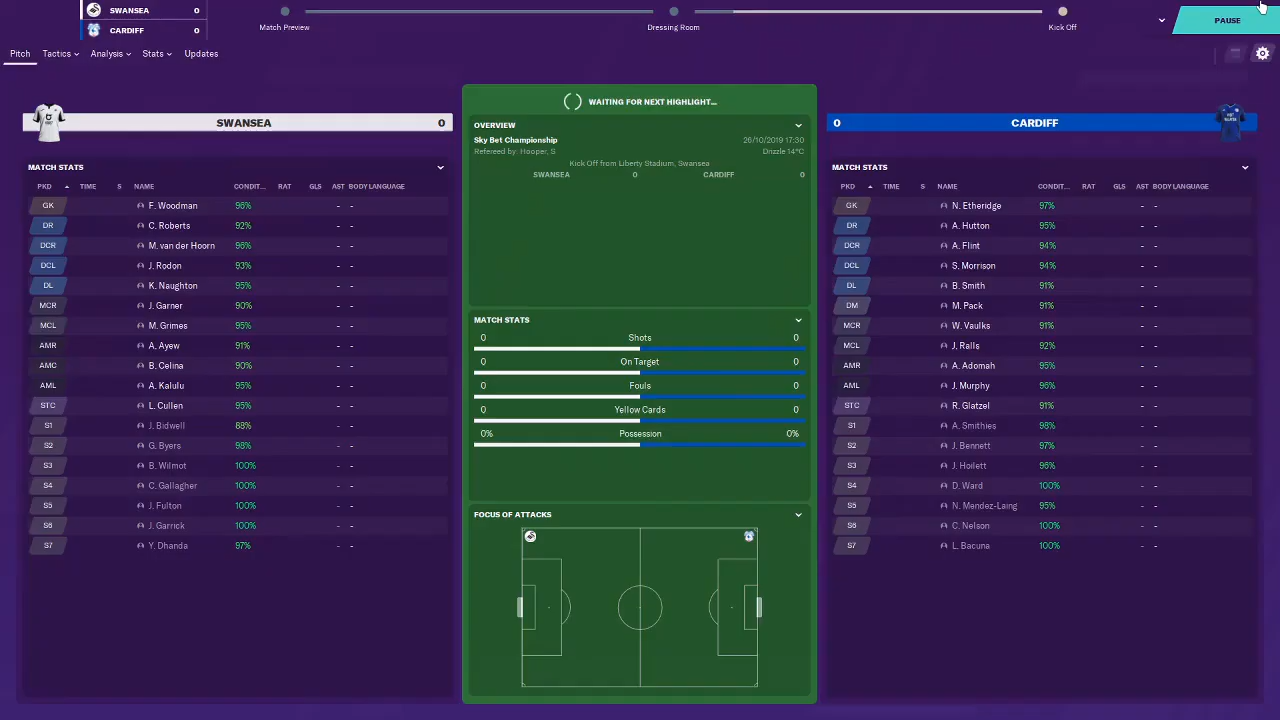 SWANSEA 0
CARDIFF 0
Match Preview
Dressing Room
Kick Off
PAUSE
Pitch Tactics Analysis Stats Updates
SWANSEA 0
MATCH STATS
PKD TIME S NAME CONDIT... RAT GLS AST BODY LANGUAGE
GK F. Woodman 96% - -
DR C. Roberts 92% - -
DCR M. van der Hoorn 96% - -
DCL J. Rodon 93% - -
DL K. Naughton 95% - -
MCR J. Garner 90% - -
MCL M. Grimes 95% - -
AMR A. Ayew 91% - -
AMC B. Celina 90% - -
AML A. Kalulu 95% - -
STC L. Cullen 95% - -
S1 J. Bidwell 88% - -
S2 G. Byers 98% - -
S3 B. Wilmot 100% - -
S4 C. Gallagher 100% - -
S5 J. Fulton 100% - -
S6 J. Garrick 100% - -
S7 Y. Dhanda 97% - -
WAITING FOR NEXT HIGHLIGHT...
OVERVIEW
Sky Bet Championship 26/10/2019 17:30
Refereed by: Hooper, S Drizzle 14°C
Kick Off from Liberty Stadium, Swansea
SWANSEA 0 CARDIFF 0
MATCH STATS
0 Shots 0
0 On Target 0
0 Fouls 0
0 Yellow Cards 0
0% Possession 0%
FOCUS OF ATTACKS
0 CARDIFF
MATCH STATS
PKD TIME S NAME CONDIT... RAT GLS AST BODY LANGUAGE
GK N. Etheridge 97% - -
DR A. Hutton 95% - -
DCR A. Flint 94% - -
DCL S. Morrison 94% - -
DL B. Smith 91% - -
DM M. Pack 91% - -
MCR W. Vaulks 91% - -
MCL J. Ralls 92% - -
AMR A. Adomah 95% - -
AML J. Murphy 96% - -
STC R. Glatzel 91% - -
S1 A. Smithies 98% - -
S2 J. Bennett 97% - -
S3 J. Hoilett 96% - -
S4 D. Ward 100% - -
S5 N. Mendez-Laing 95% - -
S6 C. Nelson 100% - -
S7 L. Bacuna 100% - -